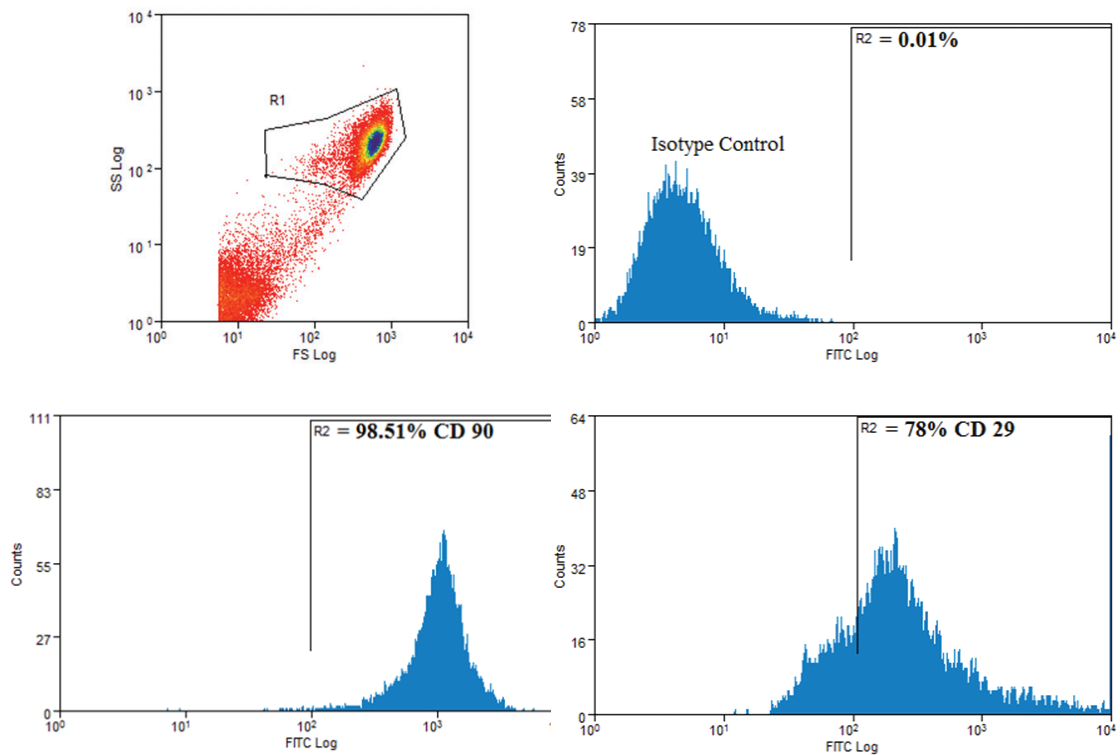 10⁴
10³
10²
10¹
10⁰
SS Log
R1
10⁰ 10¹ 10² 10³ 10⁴
FS Log
78
58
39
19
0
Counts
R2 = 0.01%
Isotype Control
10⁰ 10¹ 10² 10³ 10⁴
FITC Log
111
83
55
27
0
Counts
R2 = 98.51% CD 90
10⁰ 10¹ 10² 10³
FITC Log
64
48
32
16
0
Counts
R2 = 78% CD 29
10⁰ 10¹ 10² 10³ 10⁴
FITC Log